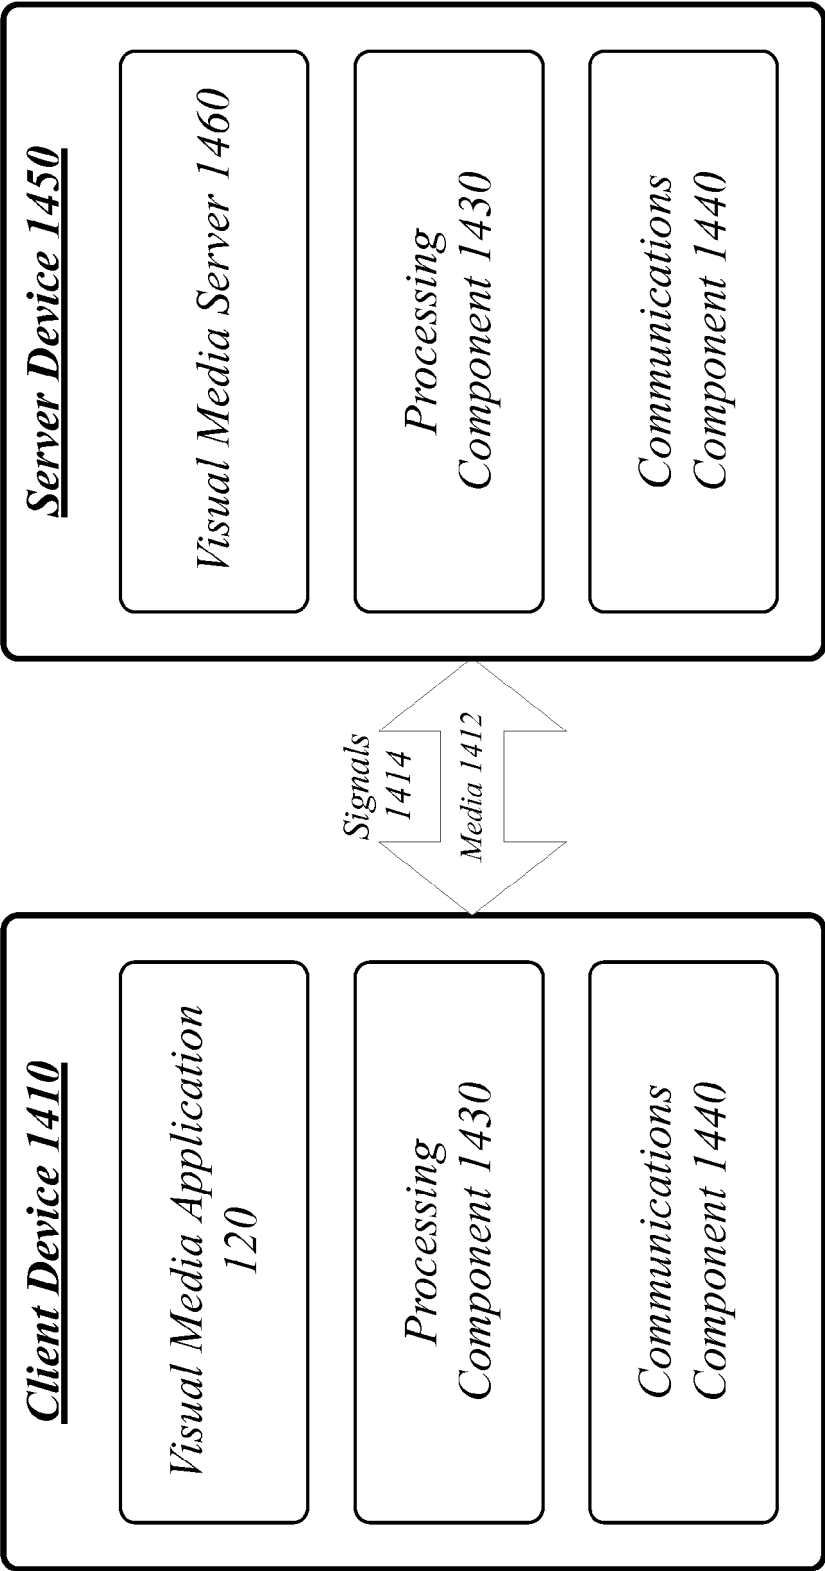 Client Device 1410
Visual Media Application
120
Processing
Component 1430
Communications
Component 1440
Signals
1414
Media 1412
Server Device 1450
Visual Media Server 1460
Processing
Component 1430
Communications
Component 1440